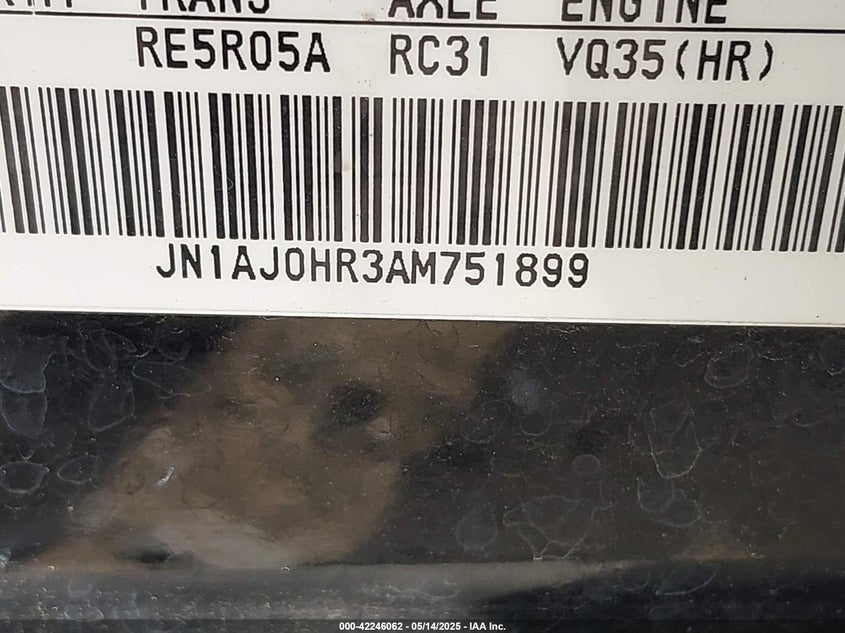 TRANS AXLE ENGINE
RE5R05A RC31 VQ35(HR)
JN1AJ0HR3AM751899
000-42246062 - 05/14/2025 - IAA Inc.